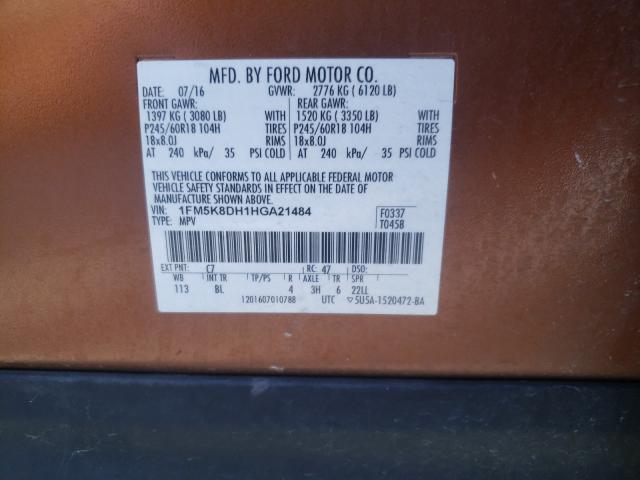 MFD. BY FORD MOTOR CO.
DATE: 07/16 GVWR: 2776 KG ( 6120 LB)
FRONT GAWR: REAR GAWR:
1397 KG ( 3080 LB) WITH 1520 KG ( 3350 LB) WITH
P245/60R18 104H TIRES P245/60R18 104H TIRES
18x8.0J RIMS 18x8.0J RIMS
AT 240 kPa/ 35 PSI COLD AT 240 kPa/ 35 PSI COLD
THIS VEHICLE CONFORMS TO ALL APPLICABLE FEDERAL MOTOR
VEHICLE SAFETY STANDARDS IN EFFECT ON THE DATE OF
MANUFACTURE SHOWN ABOVE.
VIN: 1FM5K8DH1HGA21484 F0337
TYPE: MPV T045B
EXT PNT: C7 RC: 47 DSO:
WB INT TR TP/PS R AXLE TR SPR
113 BL 4 3H 6 22LL
1201607010788 UTC ▽5U5A-1520472-BA